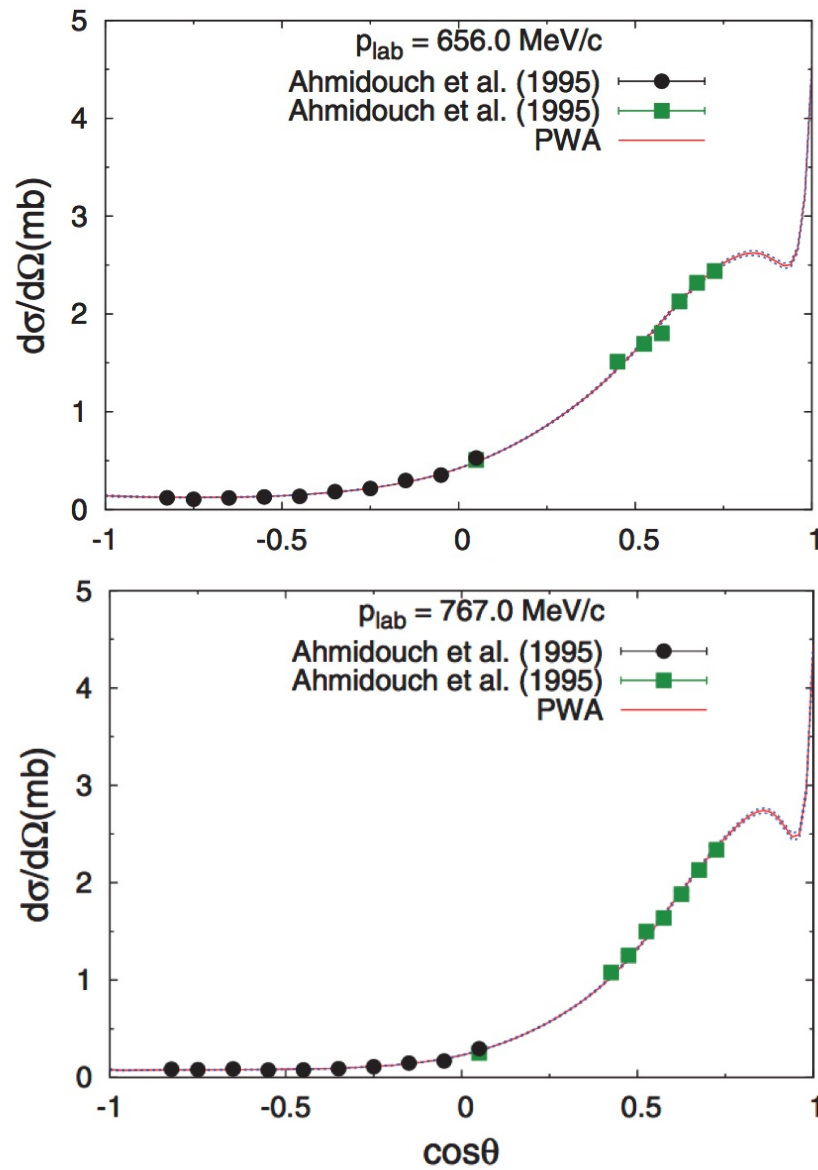 5
4
3
2
1
0
dσ/dΩ(mb)
p_lab = 656.0 MeV/c
Ahmidouch et al. (1995)
Ahmidouch et al. (1995)
PWA
-1 -0.5 0 0.5 1
5
4
3
2
1
0
dσ/dΩ(mb)
p_lab = 767.0 MeV/c
Ahmidouch et al. (1995)
Ahmidouch et al. (1995)
PWA
-1 -0.5 0 0.5 1
cosθ